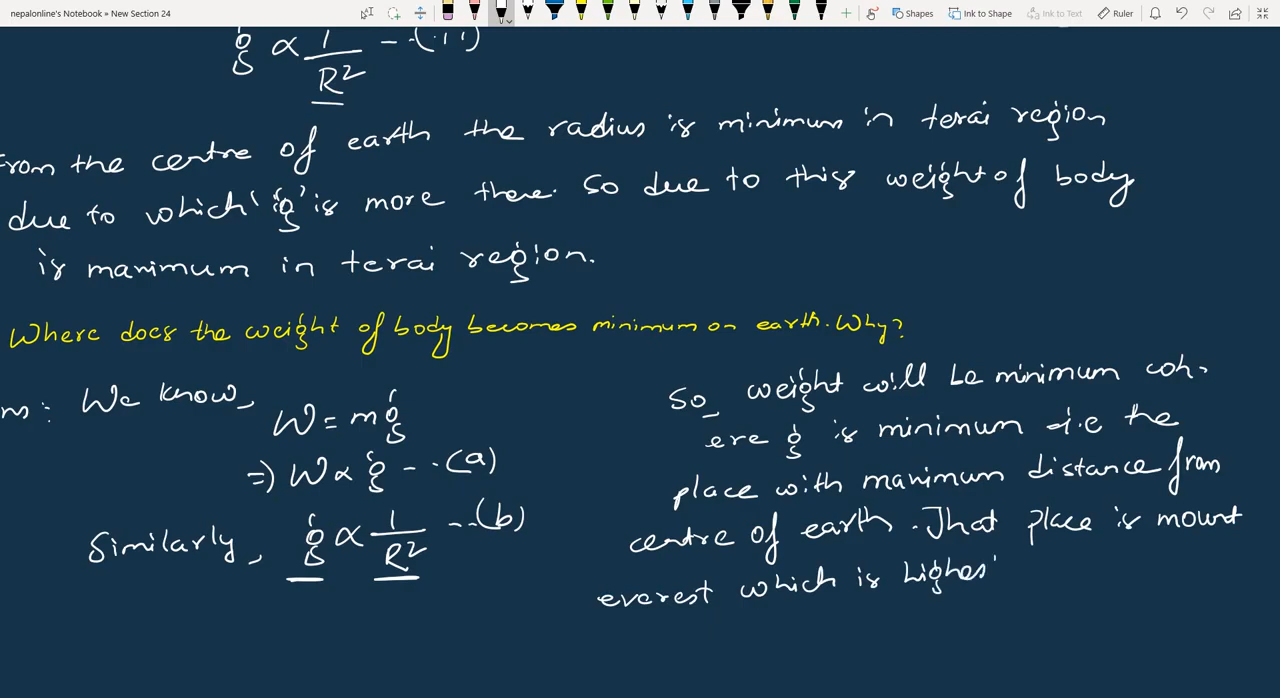 nepalonline's Notebook » New Section 24
Shapes Ink to Shape Ink to Text Ruler
g ∝ 1/R² --(ii)
From the centre of earth the radius is minimum in terai region
due to which 'g' is more there. So due to this weight of body
is maximum in terai region.
Where does the weight of body becomes minimum on earth. Why?
We know,
W = mg
=> W ∝ g --(a)
Similarly, g ∝ 1/R² --(b)
So, weight will be minimum wh-
ere g is minimum i.e the
place with maximum distance from
centre of earth. That place is mount
everest which is highes